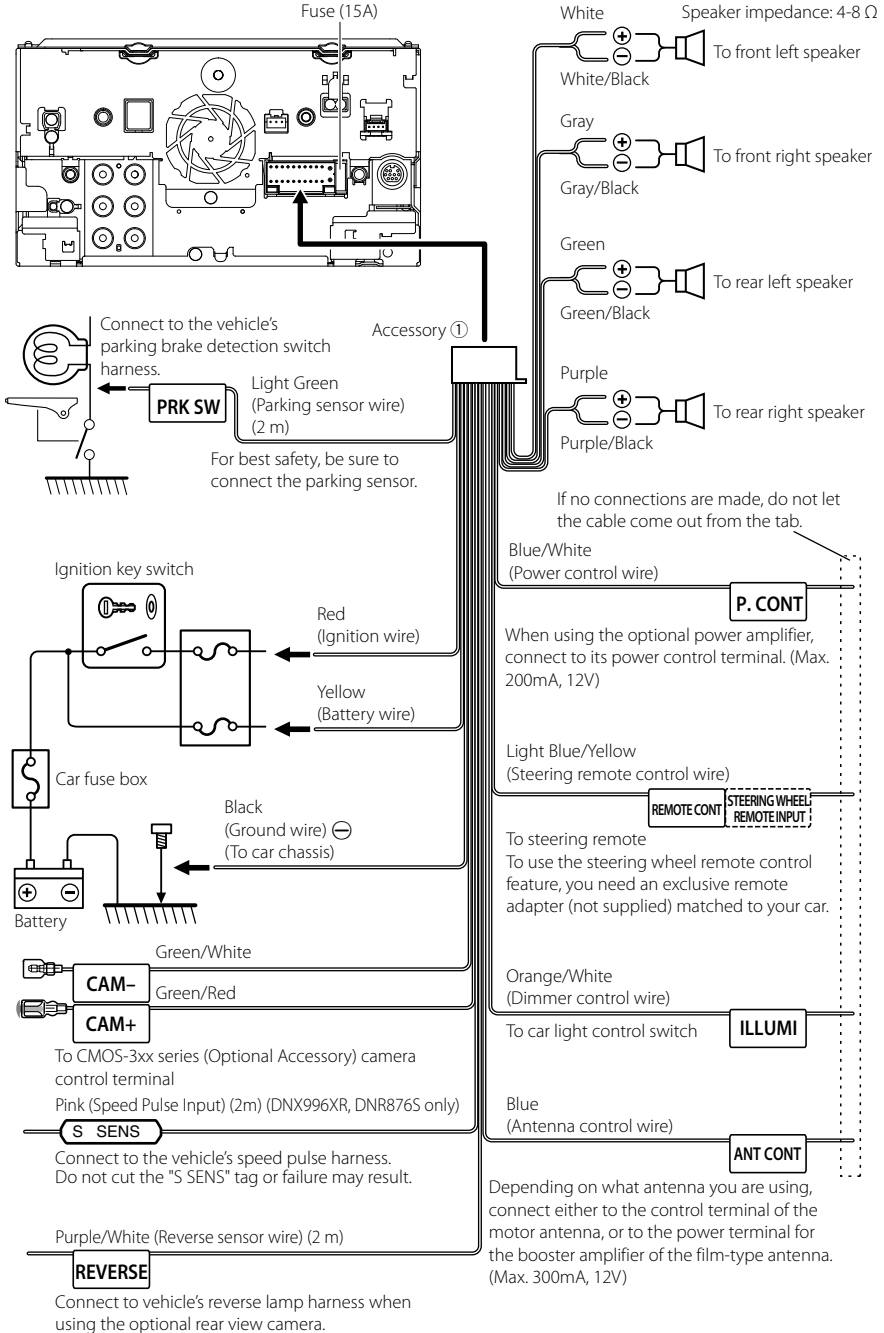 Fuse (15A)
White
Speaker impedance: 4-8 Ω
To front left speaker
White/Black
Gray
To front right speaker
Gray/Black
Green
To rear left speaker
Green/Black
Purple
To rear right speaker
Purple/Black
Accessory ①
Connect to the vehicle’s
parking brake detection switch
harness.
PRK SW
Light Green
(Parking sensor wire)
(2 m)
For best safety, be sure to
connect the parking sensor.
If no connections are made, do not let
the cable come out from the tab.
Ignition key switch
Red
(Ignition wire)
Yellow
(Battery wire)
Car fuse box
Black
(Ground wire) ⊖
(To car chassis)
⊕ ⊖
Battery
Blue/White
(Power control wire)
P. CONT
When using the optional power amplifier,
connect to its power control terminal. (Max.
200mA, 12V)
Light Blue/Yellow
(Steering remote control wire)
REMOTE CONT
STEERING WHEEL
REMOTE INPUT
To steering remote
To use the steering wheel remote control
feature, you need an exclusive remote
adapter (not supplied) matched to your car.
Green/White
CAM–
Green/Red
CAM+
To CMOS-3xx series (Optional Accessory) camera
control terminal
Orange/White
(Dimmer control wire)
To car light control switch
ILLUMI
Pink (Speed Pulse Input) (2m) (DNX996XR, DNR876S only)
S SENS
Connect to the vehicle’s speed pulse harness.
Do not cut the "S SENS" tag or failure may result.
Blue
(Antenna control wire)
ANT CONT
Depending on what antenna you are using,
connect either to the control terminal of the
motor antenna, or to the power terminal for
the booster amplifier of the film-type antenna.
(Max. 300mA, 12V)
Purple/White (Reverse sensor wire) (2 m)
REVERSE
Connect to vehicle’s reverse lamp harness when
using the optional rear view camera.